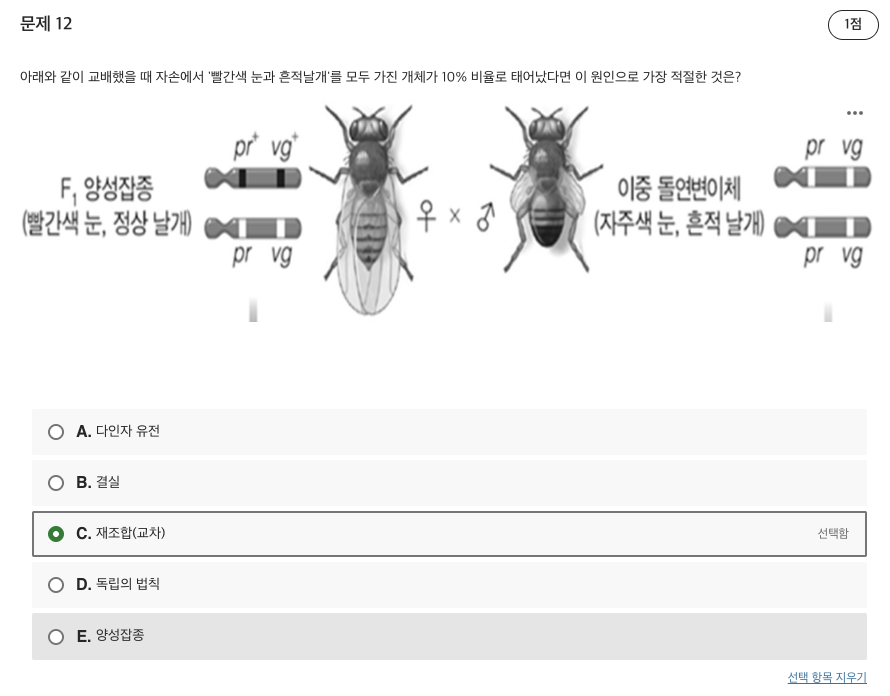 문제 12
1점
아래와 같이 교배했을 때 자손에서 '빨간색 눈과 흔적날개'를 모두 가진 개체가 10% 비율로 태어났다면 이 원인으로 가장 적절한 것은?
pr+ vg+
pr vg
F1 양성잡종
(빨간색 눈, 정상 날개)
pr vg
♀ x ♂
이중 돌연변이체
(자주색 눈, 흔적 날개)
pr vg
A. 다인자 유전
B. 결실
C. 재조합(교차)
선택함
D. 독립의 법칙
E. 양성잡종
선택 항목 지우기